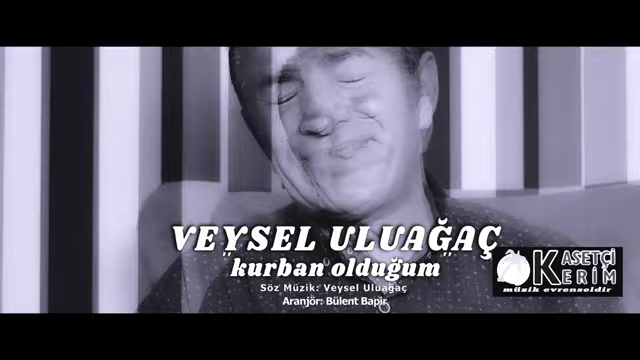 VEYSEL ULUAĞAÇ
"kurban olduğum"
Söz Müzik: Veysel Uluağaç
Aranjör: Bülent Bapir
KASETÇİ
KERİM
müzik evrenseldir